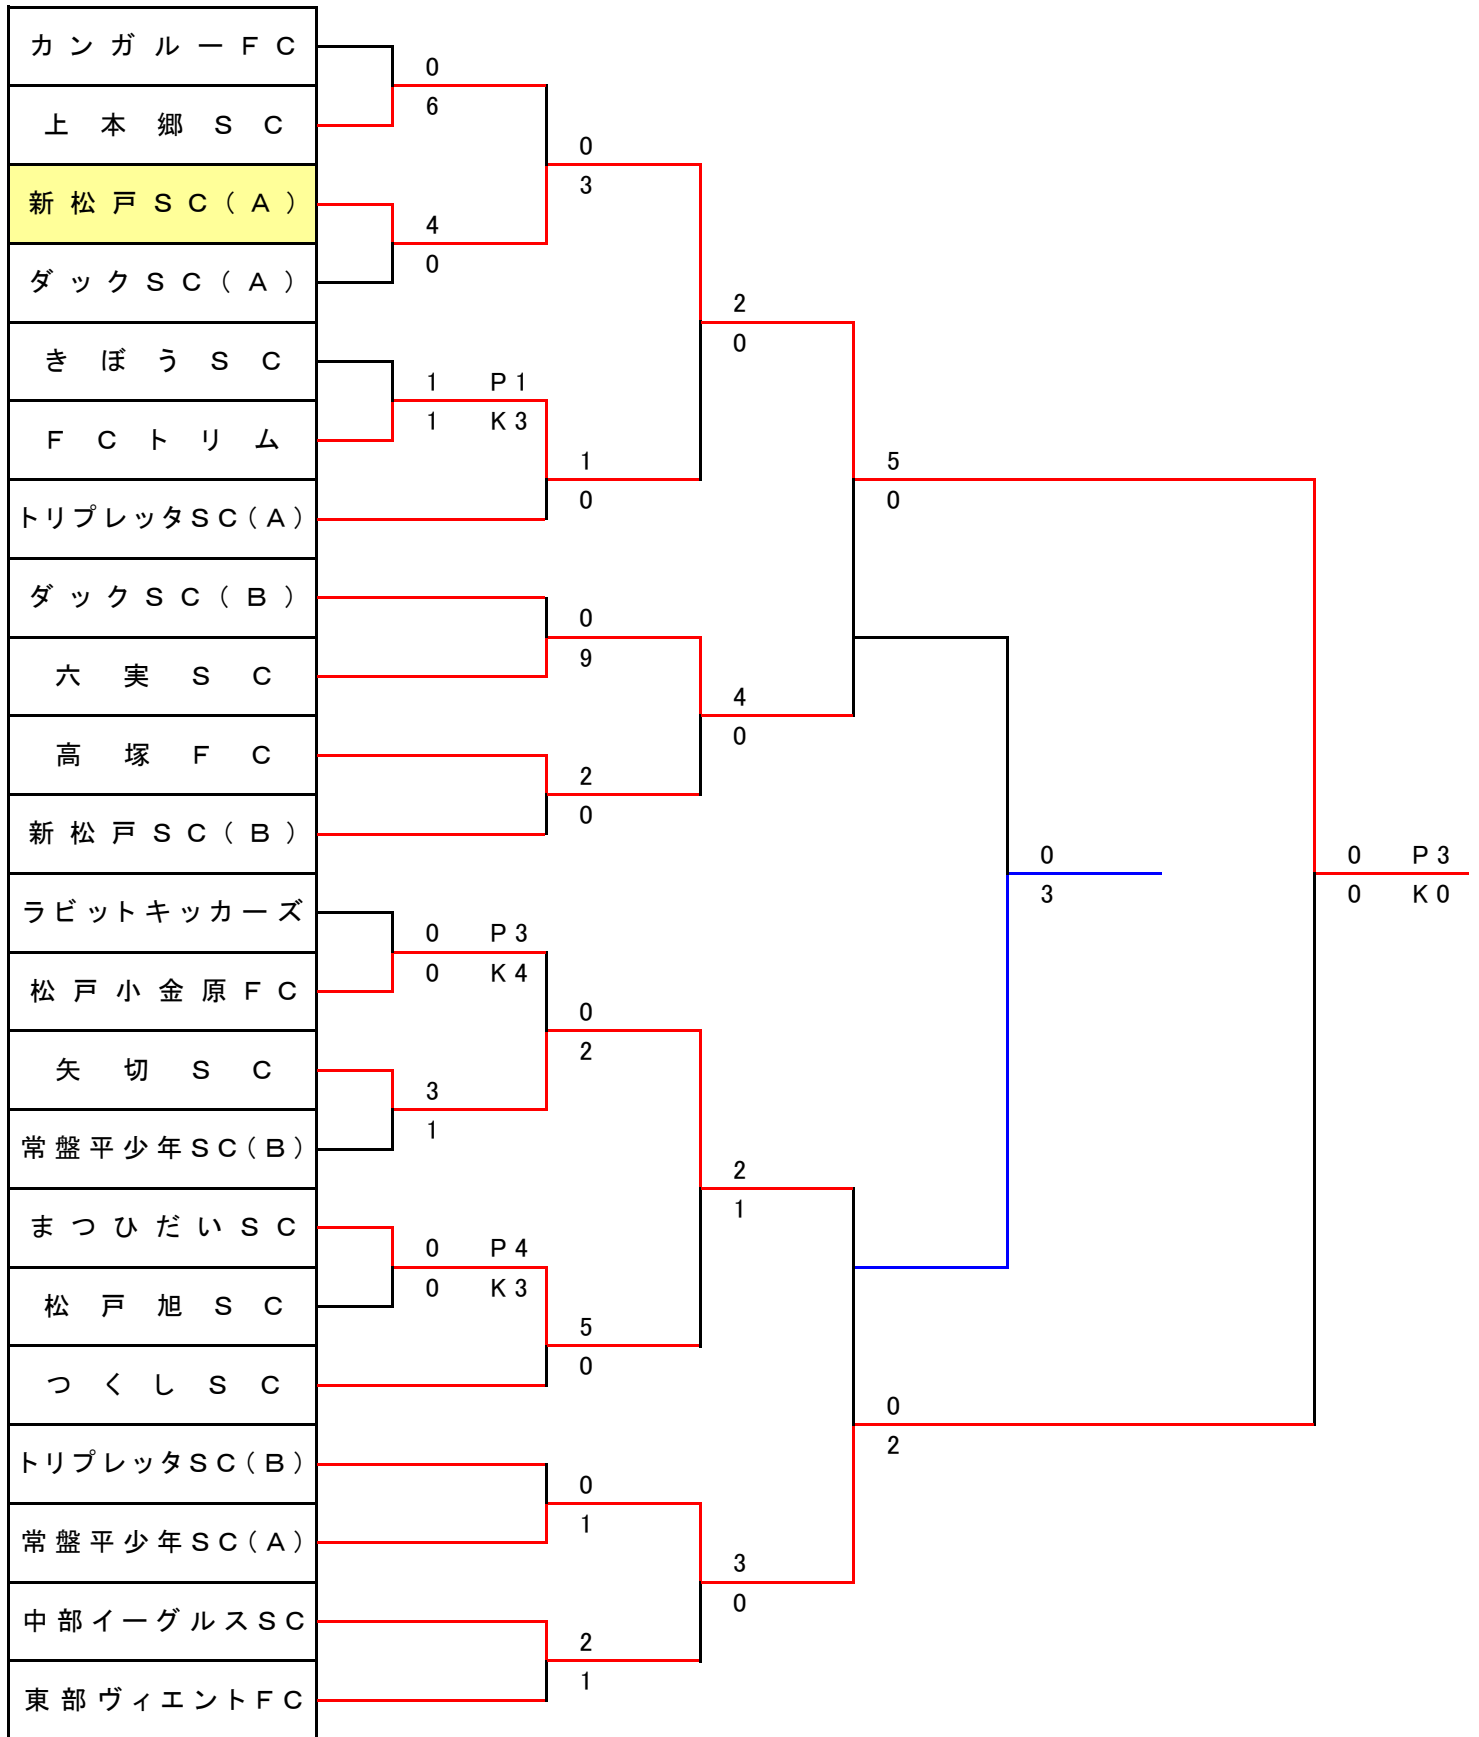 カンガルーＦＣ
0
6
上本郷ＳＣ
0
3
新松戸ＳＣ（Ａ）
4
0
ダックＳＣ（Ａ）
2
0
きぼうＳＣ
1 P1
1 K3
ＦＣトリム
1
0
5
0
トリプレッタＳＣ（Ａ）
ダックＳＣ（Ｂ）
0
9
六実ＳＣ
4
0
高塚ＦＣ
2
0
新松戸ＳＣ（Ｂ）
0
3
0 P3
0 K0
ラビットキッカーズ
0 P3
0 K4
松戸小金原ＦＣ
0
2
矢切ＳＣ
3
1
常盤平少年ＳＣ（Ｂ）
2
1
まつひだいＳＣ
0 P4
0 K3
松戸旭ＳＣ
5
0
つくしＳＣ
0
2
トリプレッタＳＣ（Ｂ）
0
1
常盤平少年ＳＣ（Ａ）
3
0
中部イーグルスＳＣ
2
1
東部ヴィエントＦＣ